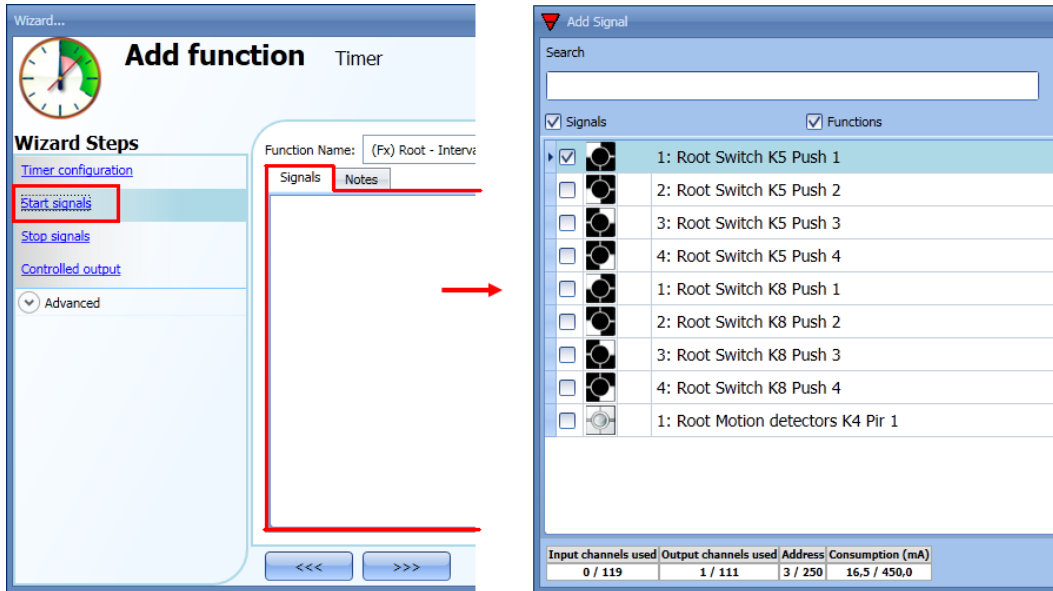 Wizard...
Add function Timer
Wizard Steps
Timer configuration
Start signals
Stop signals
Controlled output
Advanced
Function Name: (Fx) Root - Interva
Signals Notes
<<< >>>
Add Signal
Search
Signals Functions
1: Root Switch K5 Push 1
2: Root Switch K5 Push 2
3: Root Switch K5 Push 3
4: Root Switch K5 Push 4
1: Root Switch K8 Push 1
2: Root Switch K8 Push 2
3: Root Switch K8 Push 3
4: Root Switch K8 Push 4
1: Root Motion detectors K4 Pir 1
Input channels used Output channels used Address Consumption (mA)
0 / 119 1 / 111 3 / 250 16,5 / 450,0